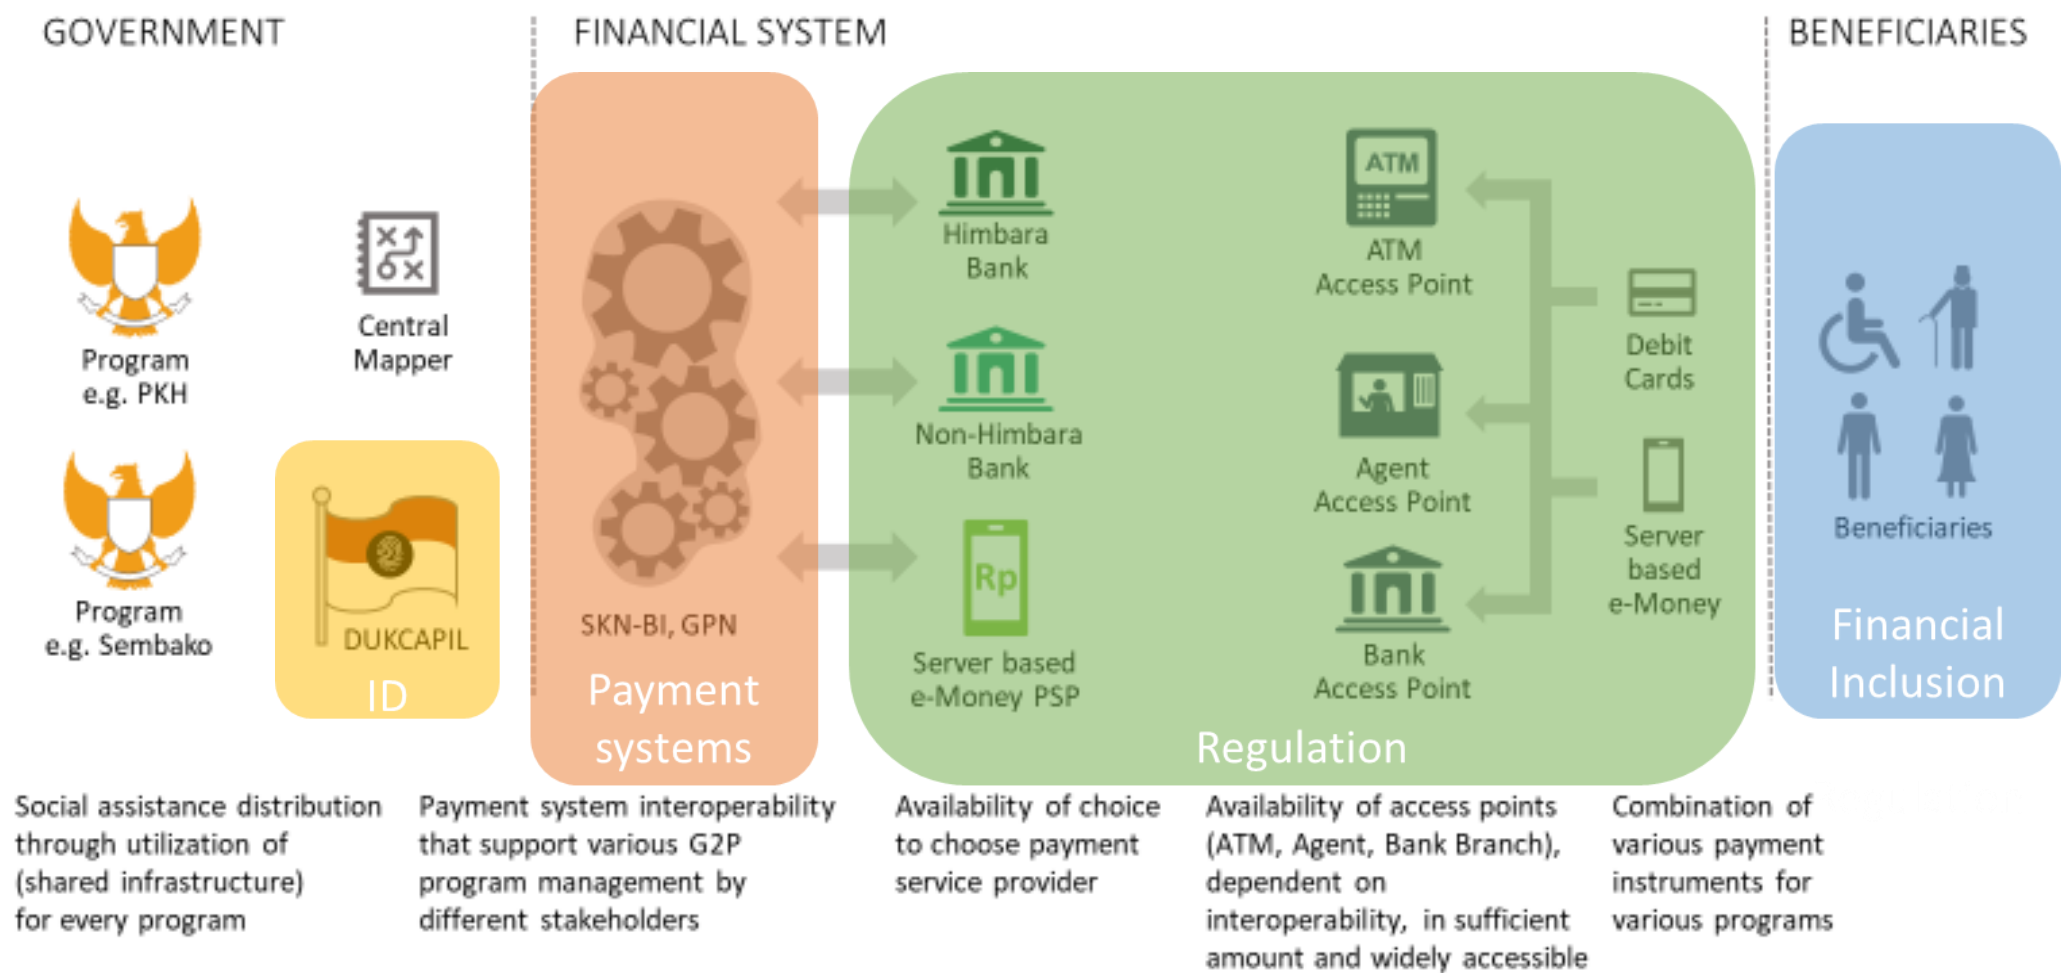 GOVERNMENT
FINANCIAL SYSTEM
BENEFICIARIES
Program
e.g. PKH
Central
Mapper
Program
e.g. Sembako
DUKCAPIL
ID
SKN-BI, GPN
Payment
systems
Himbara
Bank
Non-Himbara
Bank
Rp
Server based
e-Money PSP
ATM
ATM
Access Point
Agent
Access Point
Bank
Access Point
Debit
Cards
Server
based
e-Money
Regulation
Beneficiaries
Financial
Inclusion
Social assistance distribution
through utilization of
(shared infrastructure)
for every program
Payment system interoperability
that support various G2P
program management by
different stakeholders
Availability of choice
to choose payment
service provider
Availability of access points
(ATM, Agent, Bank Branch),
dependent on
interoperability, in sufficient
amount and widely accessible
Combination of
various payment
instruments for
various programs